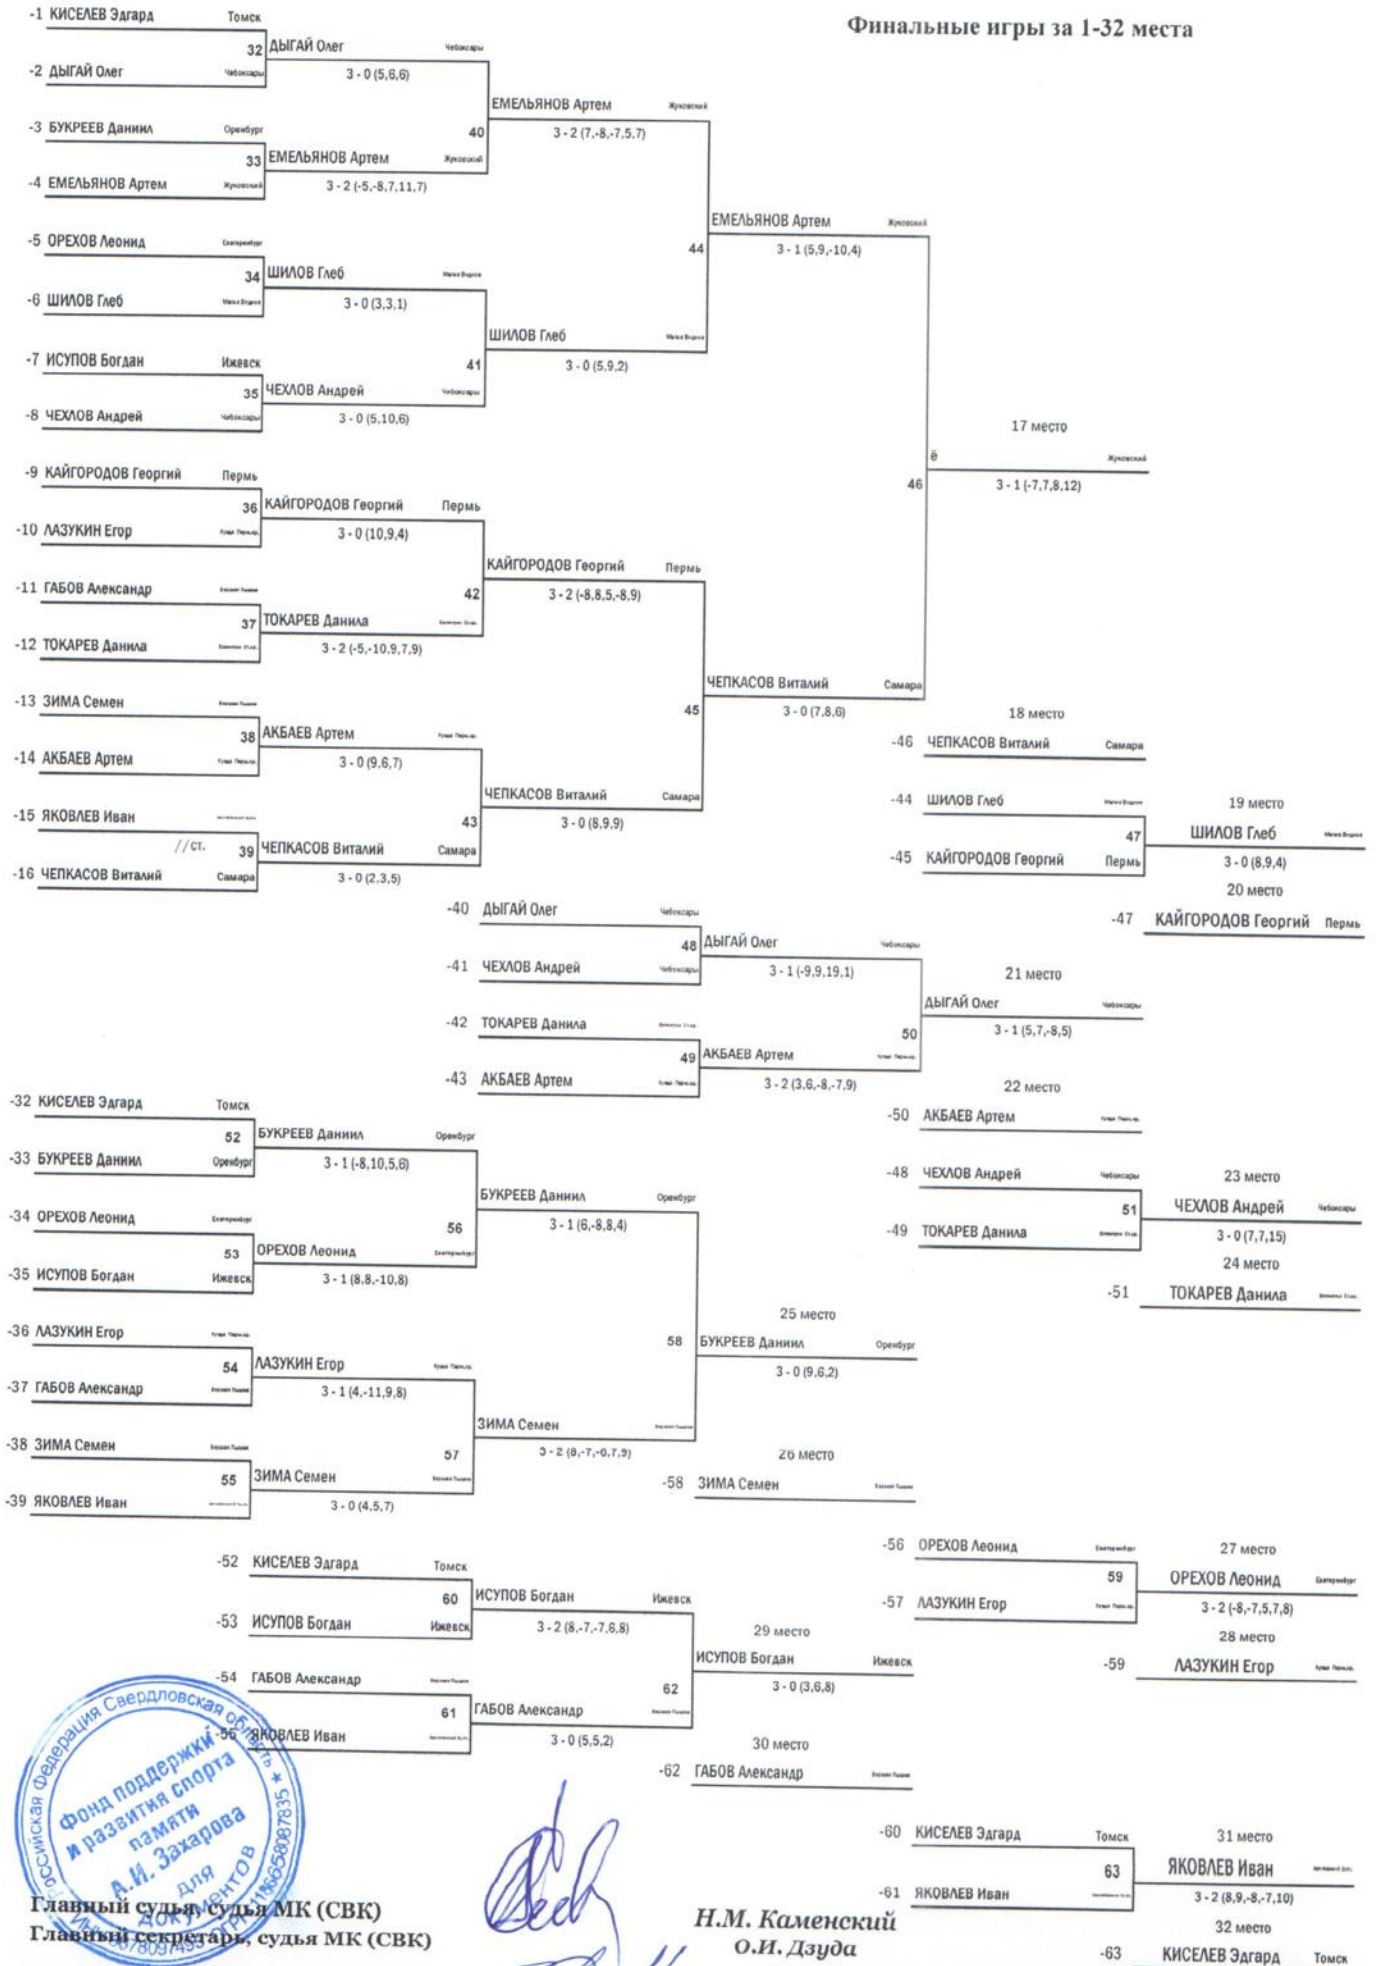 Финальные игры за 1-32 места
-1 КИСЕЛЕВ Эдгард Томск
32 ДЫГАЙ Олег Чебоксары
-2 ДЫГАЙ Олег Чебоксары
3 - 0 (5,6,6)
ЕМЕЛЬЯНОВ Артем Жуковский
-3 БУКРЕЕВ Даниил Оренбург
40
3 - 2 (7,-8,-7,5,7)
33 ЕМЕЛЬЯНОВ Артем Жуковский
-4 ЕМЕЛЬЯНОВ Артем Жуковский
3 - 2 (-5,-8,7,11,7)
ЕМЕЛЬЯНОВ Артем Жуковский
-5 ОРЕХОВ Леонид Екатеринбург
44
3 - 1 (5,9,-10,4)
34 ШИЛОВ Глеб
-6 ШИЛОВ Глеб
3 - 0 (3,3,1)
ШИЛОВ Глеб
-7 ИСУПОВ Богдан Ижевск
41
3 - 0 (5,9,2)
35 ЧЕХЛОВ Андрей Чебоксары
-8 ЧЕХЛОВ Андрей Чебоксары
3 - 0 (5,10,6)
17 место
ё Жуковский
46
3 - 1 (-7,7,8,12)
-9 КАЙГОРОДОВ Георгий Пермь
36 КАЙГОРОДОВ Георгий Пермь
-10 ЛАЗУКИН Егор
3 - 0 (10,9,4)
КАЙГОРОДОВ Георгий Пермь
-11 ГАБОВ Александр
42
3 - 2 (-8,8,5,-8,9)
37 ТОКАРЕВ Данила
-12 ТОКАРЕВ Данила
3 - 2 (-5,-10,9,7,9)
ЧЕПКАСОВ Виталий Самара
-13 ЗИМА Семен
45
3 - 0 (7,8,6)
38 АКБАЕВ Артем
-14 АКБАЕВ Артем
3 - 0 (9,6,7)
18 место
-46 ЧЕПКАСОВ Виталий Самара
ЧЕПКАСОВ Виталий Самара
-15 ЯКОВЛЕВ Иван
43
3 - 0 (8,9,9)
//ст. 39 ЧЕПКАСОВ Виталий Самара
-16 ЧЕПКАСОВ Виталий Самара
3 - 0 (2,3,5)
-44 ШИЛОВ Глеб
19 место
47 ШИЛОВ Глеб
-45 КАЙГОРОДОВ Георгий Пермь
3 - 0 (8,9,4)
20 место
-47 КАЙГОРОДОВ Георгий Пермь
-40 ДЫГАЙ Олег Чебоксары
48 ДЫГАЙ Олег Чебоксары
-41 ЧЕХЛОВ Андрей Чебоксары
3 - 1 (-9,9,19,1)
21 место
ДЫГАЙ Олег Чебоксары
-42 ТОКАРЕВ Данила
50
3 - 1 (5,7,-8,5)
49 АКБАЕВ Артем
-43 АКБАЕВ Артем
3 - 2 (3,6,-8,-7,9)
22 место
-50 АКБАЕВ Артем
-32 КИСЕЛЕВ Эдгард Томск
52 БУКРЕЕВ Даниил Оренбург
-33 БУКРЕЕВ Даниил Оренбург
3 - 1 (-8,10,5,6)
-48 ЧЕХЛОВ Андрей Чебоксары
23 место
51 ЧЕХЛОВ Андрей Чебоксары
-49 ТОКАРЕВ Данила
3 - 0 (7,7,15)
24 место
-51 ТОКАРЕВ Данила
БУКРЕЕВ Даниил Оренбург
-34 ОРЕХОВ Леонид Екатеринбург
56
3 - 1 (6,-8,8,4)
53 ОРЕХОВ Леонид Екатеринбург
-35 ИСУПОВ Богдан Ижевск
3 - 1 (8,8,-10,8)
25 место
БУКРЕЕВ Даниил Оренбург
58
3 - 0 (9,6,2)
-36 ЛАЗУКИН Егор
54 ЛАЗУКИН Егор
-37 ГАБОВ Александр
3 - 1 (4,-11,9,8)
ЗИМА Семен
-38 ЗИМА Семен
57
55 ЗИМА Семен
-39 ЯКОВЛЕВ Иван
3 - 0 (4,5,7)
26 место
-58 ЗИМА Семен
-56 ОРЕХОВ Леонид Екатеринбург
27 место
59 ОРЕХОВ Леонид Екатеринбург
-57 ЛАЗУКИН Егор
3 - 2 (-8,-7,5,7,8)
28 место
-59 ЛАЗУКИН Егор
-52 КИСЕЛЕВ Эдгард Томск
60 ИСУПОВ Богдан Ижевск
-53 ИСУПОВ Богдан Ижевск
3 - 2 (8,-7,-7,6,8)
29 место
ИСУПОВ Богдан Ижевск
-54 ГАБОВ Александр
62
3 - 0 (3,6,8)
61 ГАБОВ Александр
-55 ЯКОВЛЕВ Иван
3 - 0 (5,5,2)
30 место
-62 ГАБОВ Александр
-60 КИСЕЛЕВ Эдгард Томск
31 место
63 ЯКОВЛЕВ Иван
-61 ЯКОВЛЕВ Иван
3 - 2 (8,9,-8,-7,10)
32 место
-63 КИСЕЛЕВ Эдгард Томск
Российская Федерация Свердловская область ★
Фонд поддержки
и развития спорта
памяти
А.И. Захарова
для
документов
Главный судья, судья МК (СВК) Н.М. Каменский
Главный секретарь, судья МК (СВК) О.И. Дзуда